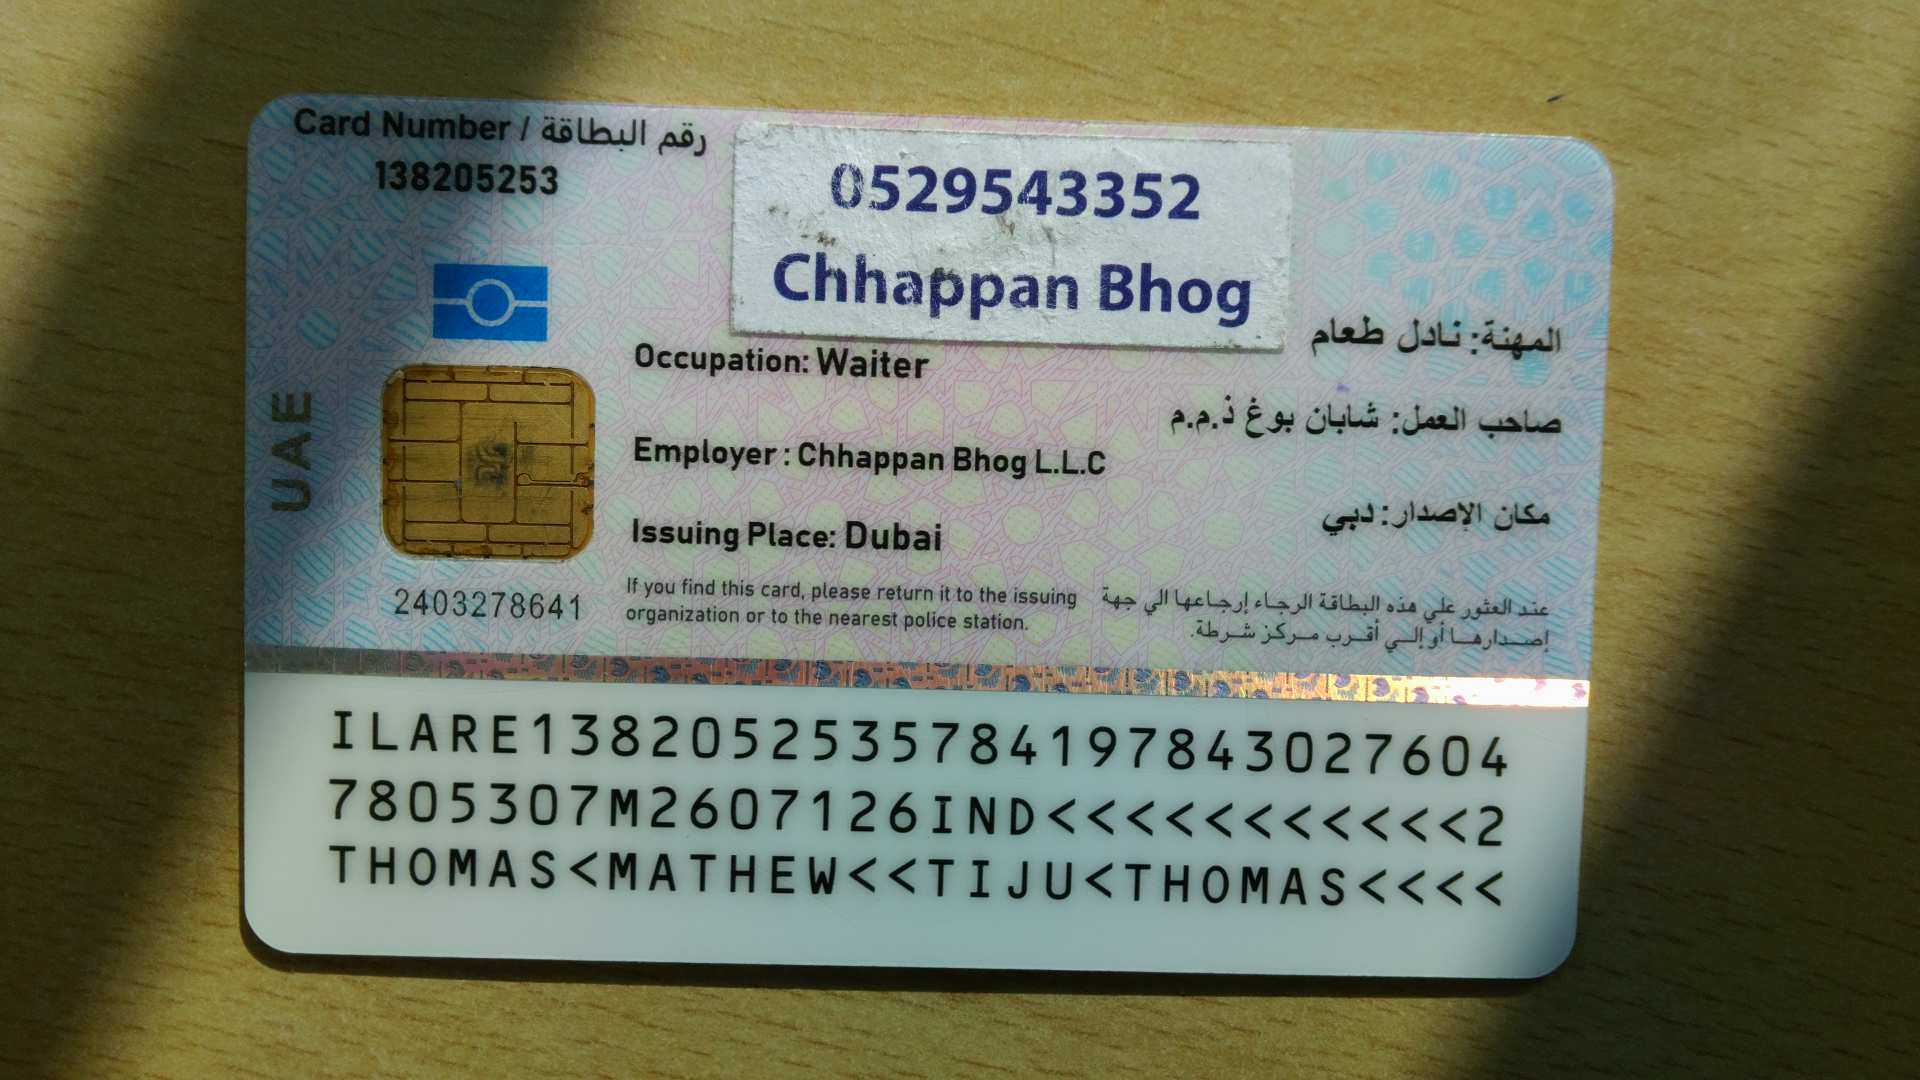 Card Number / رقم البطاقة
138205253
0529543352
Chhappan Bhog
Occupation: Waiter
المهنة: نادل طعام
Employer : Chhappan Bhog L.L.C
صاحب العمل: شابان بوغ ذ.م.م
Issuing Place: Dubai
مكان الإصدار: دبي
UAE
2403278641
If you find this card, please return it to the issuing
organization or to the nearest police station.
عند العثور علي هذه البطاقة الرجاء إرجاعها الي جهة
إصدارها أو إلي أقرب مركز شرطة.
ILARE1382052535784197843027604
7805307M2607126IND<<<<<<<<<<<2
THOMAS<MATHEW<<TIJU<THOMAS<<<<